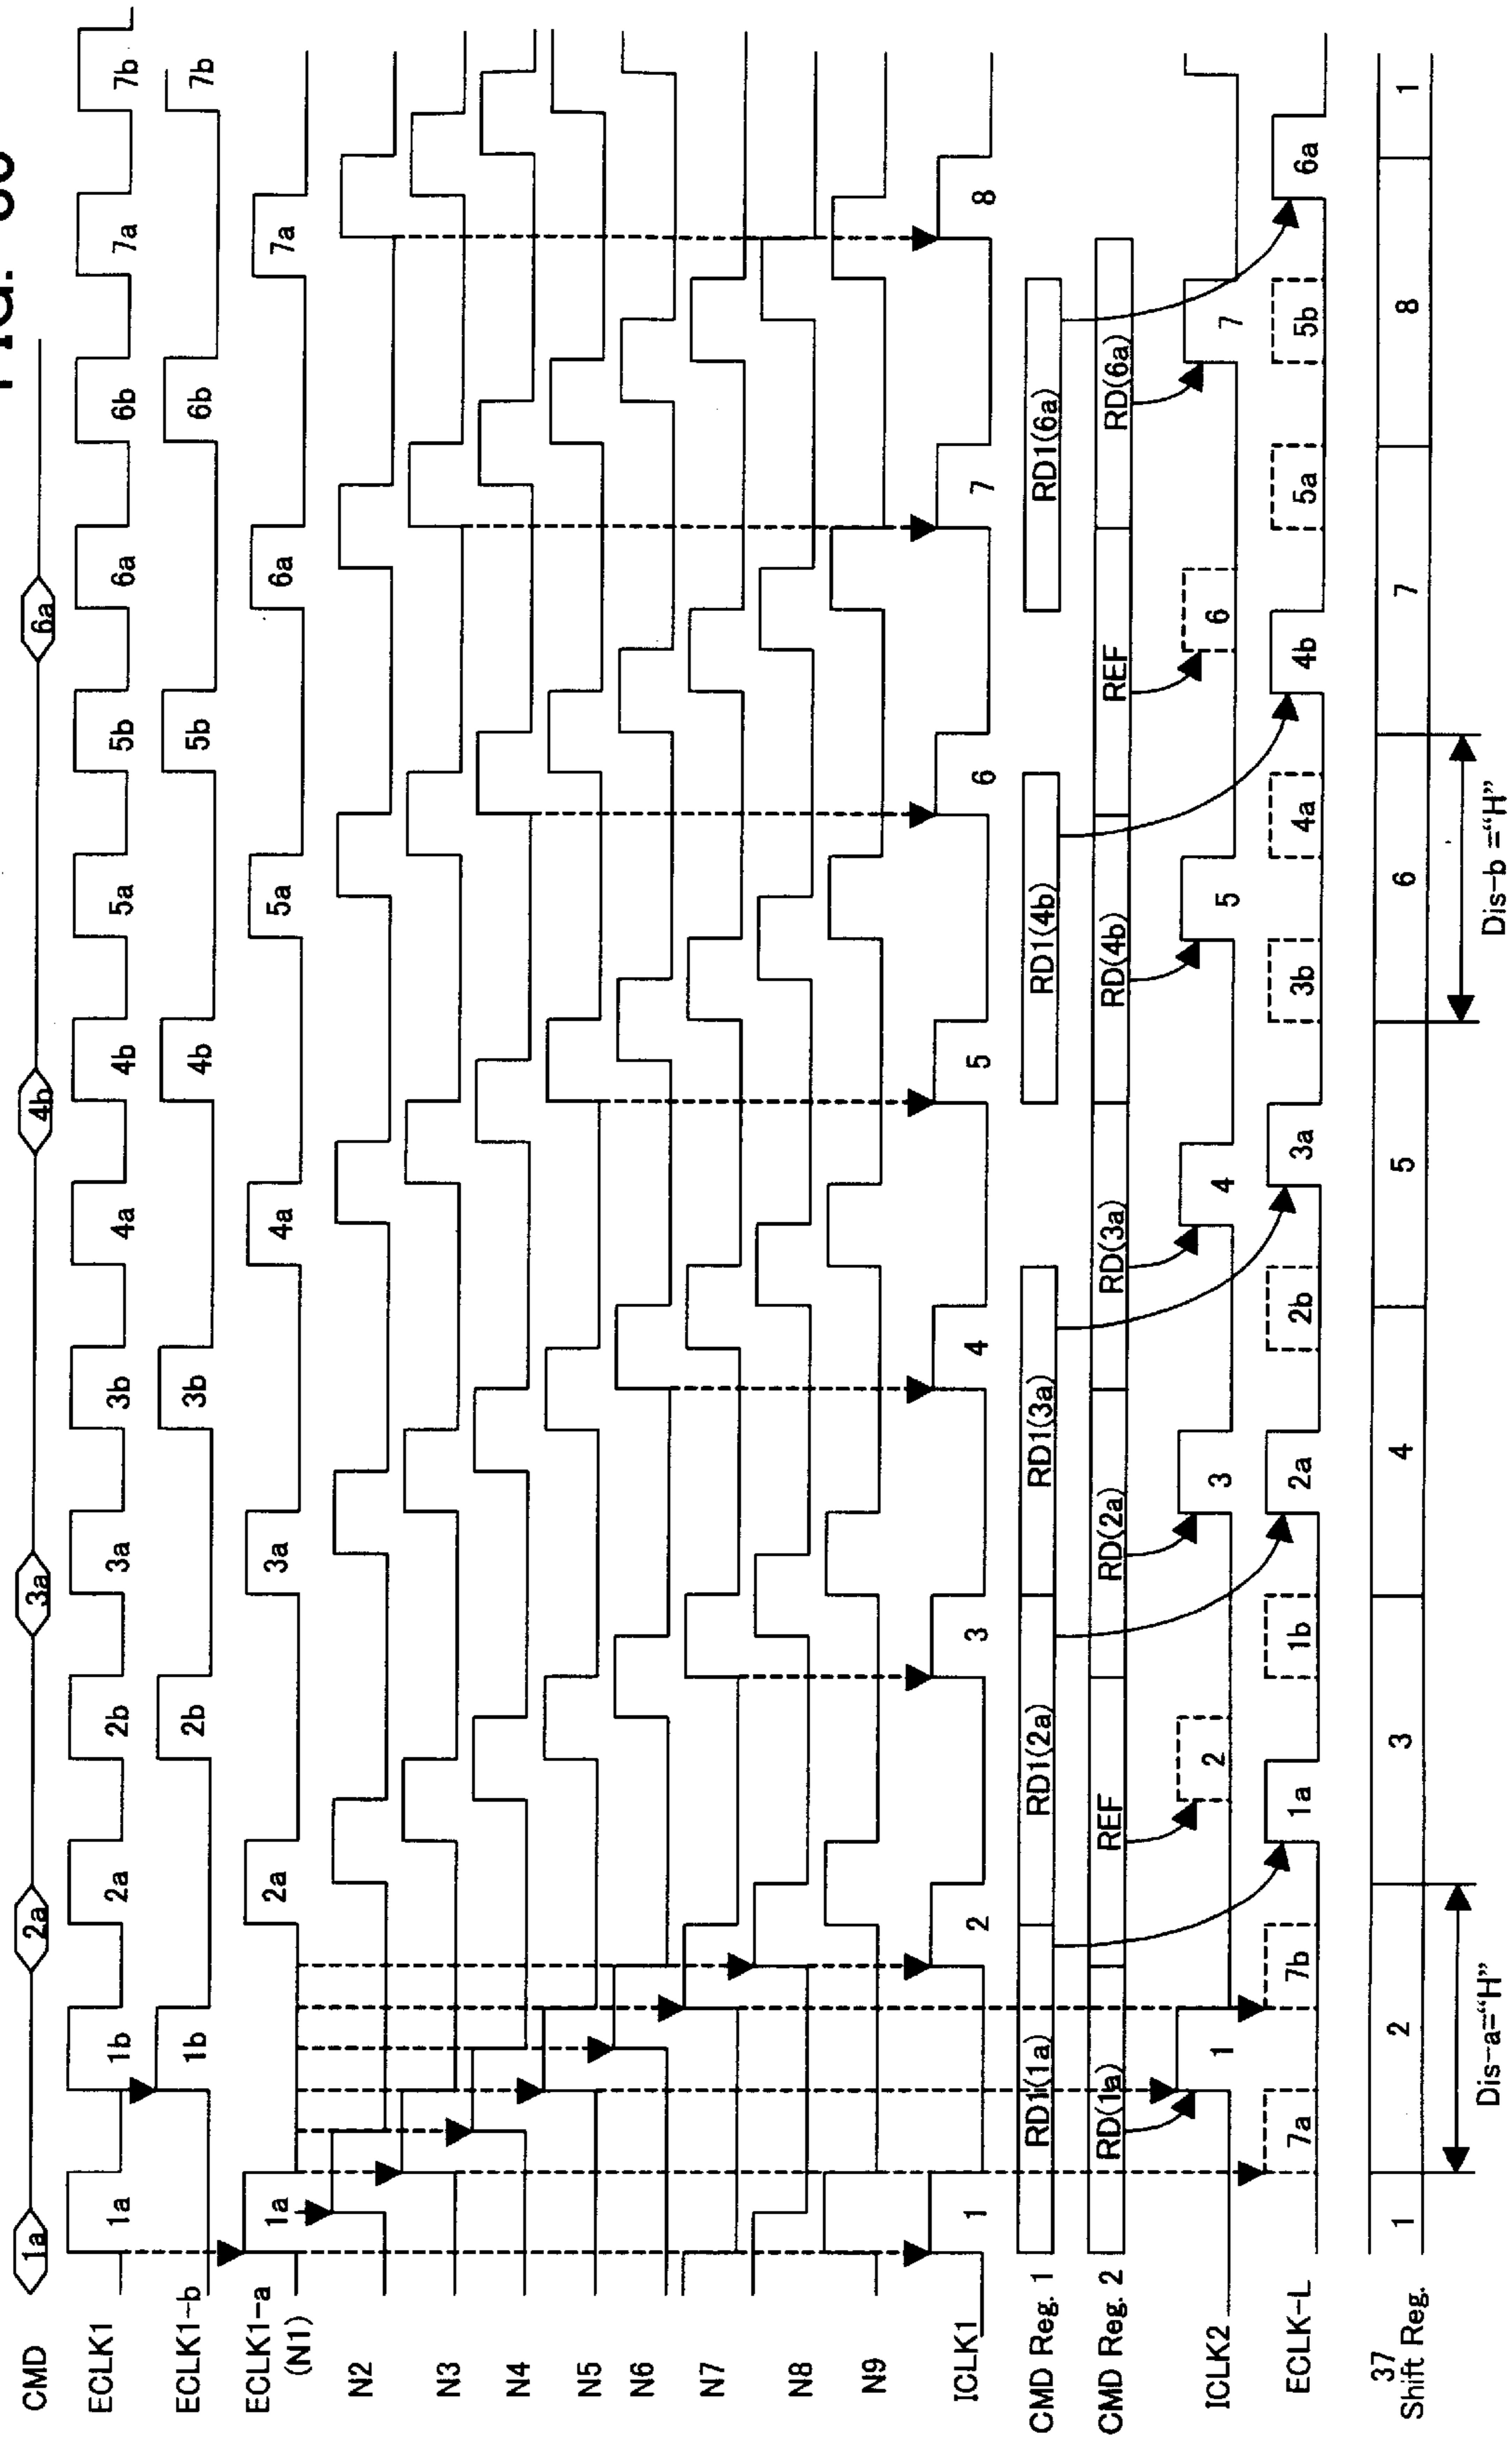 FIG.
CMD 1a 2a 3a 4b 6a
ECLK1 1a 1b 2a 2b 3a 3b 4a 4b 5a 5b 6a 6b 7a 7b
ECLK1-b 1b 2b 3b 4b 5b 6b 7b
ECLK1-a 1a 2a 3a 4a 5a 6a 7a
(N1)
N2
N3
N4
N5
N6
N7
N8
N9
ICLK1 1 2 3 4 5 6 7 8
CMD Reg. 1 RD1(1a) RD1(2a) RD1(3a) RD1(4b) RD1(6a)
CMD Reg. 2 RD(1a) REF RD(2a) RD(3a) RD(4b) REF RD(6a)
ICLK2 1 2 3 4 5 6 7
ECLK-L 7a 7b 1a 1b 2a 2b 3a 3b 4a 4b 5a 5b 6a
37
Shift Reg. 1 2 3 4 5 6 7 8 1
Dis-a="H" Dis-b ="H"